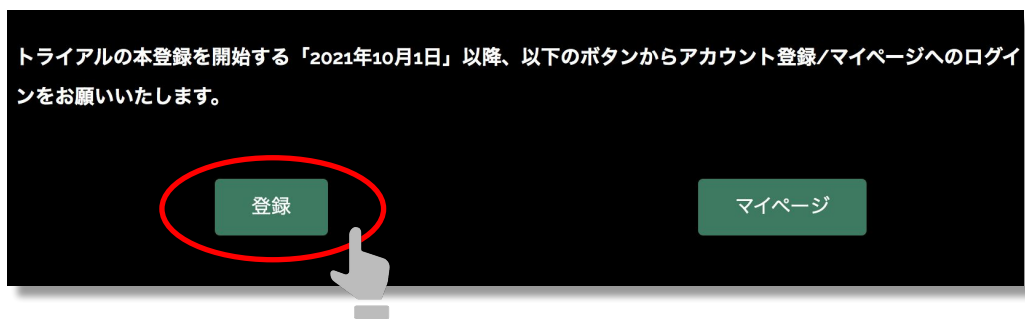 トライアルの本登録を開始する「2021年10月1日」以降、以下のボタンからアカウント登録/マイページへのログイ
ンをお願いいたします。
登録
マイページ